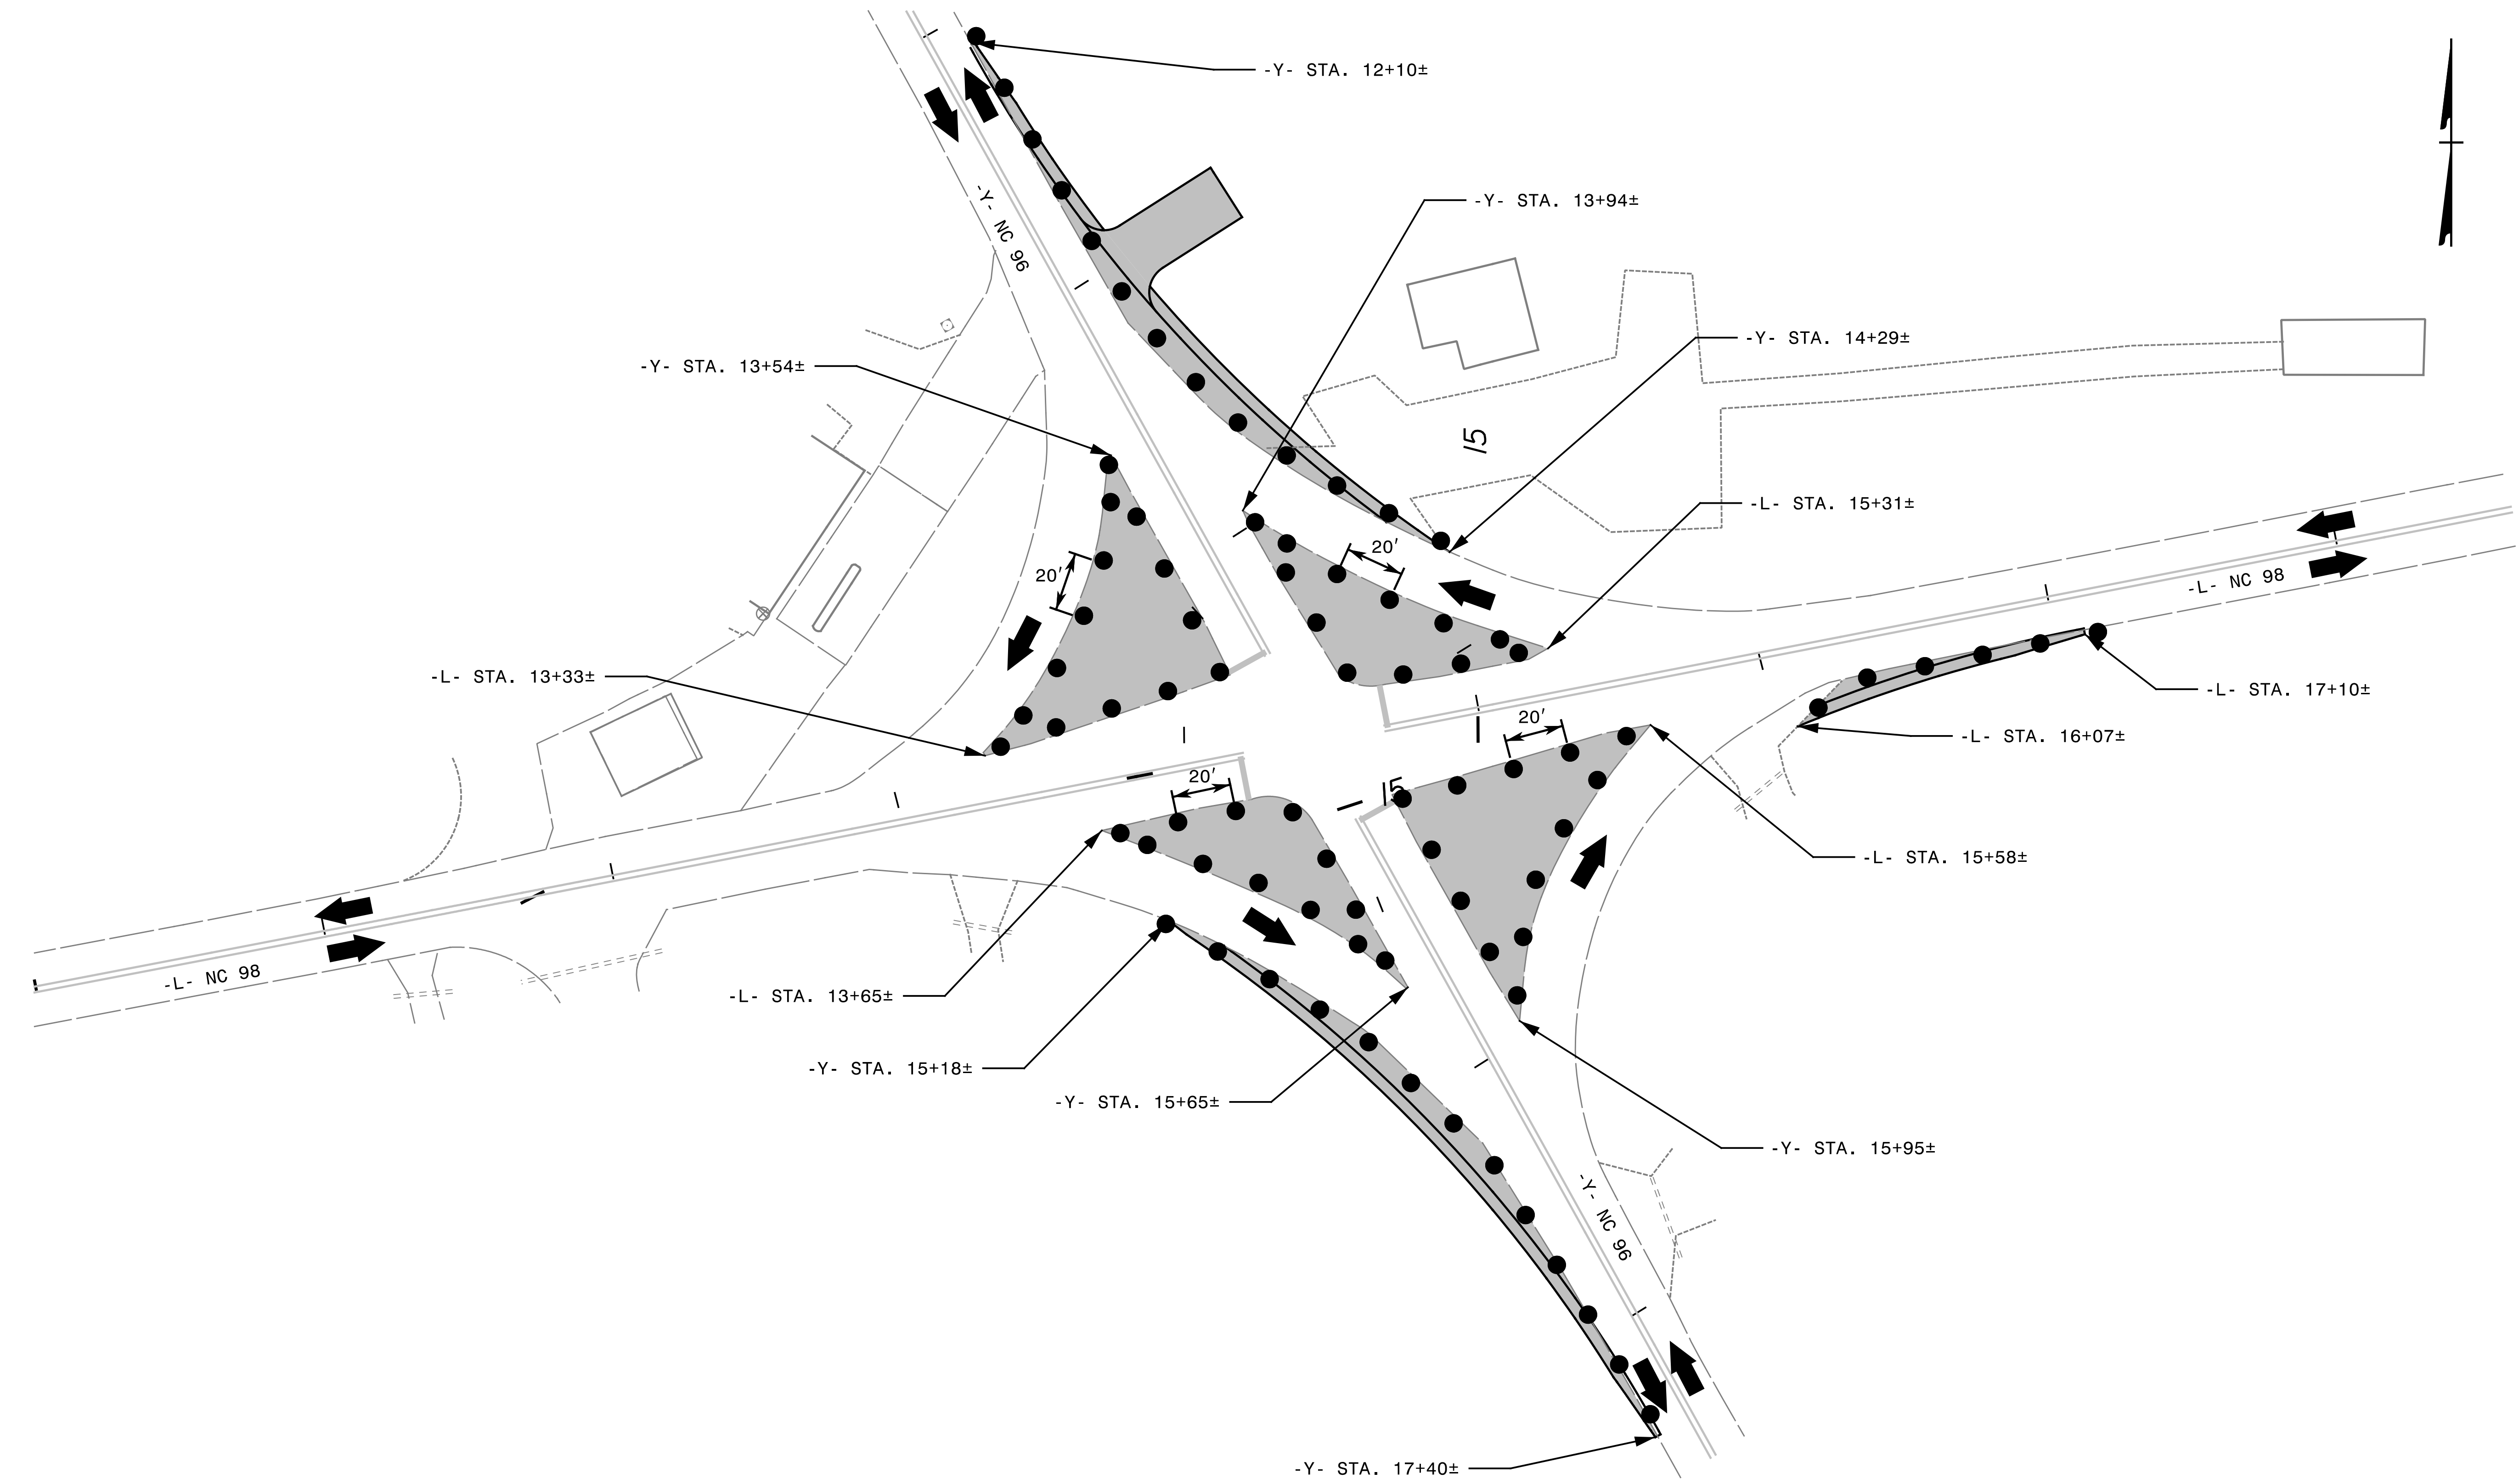 -Y- STA. 12+10±
-Y- NC 96
-Y- STA. 13+94±
-Y- STA. 14+29±
-Y- STA. 13+54±
15
-L- STA. 15+31±
20'
20'
-L- NC 98
-L- STA. 13+33±
-L- STA. 17+10±
20'
-L- STA. 16+07±
20'
15
-L- STA. 15+58±
-L- NC 98
-L- STA. 13+65±
-Y- STA. 15+18±
-Y- STA. 15+65±
-Y- STA. 15+95±
-Y- NC 96
-Y- STA. 17+40±